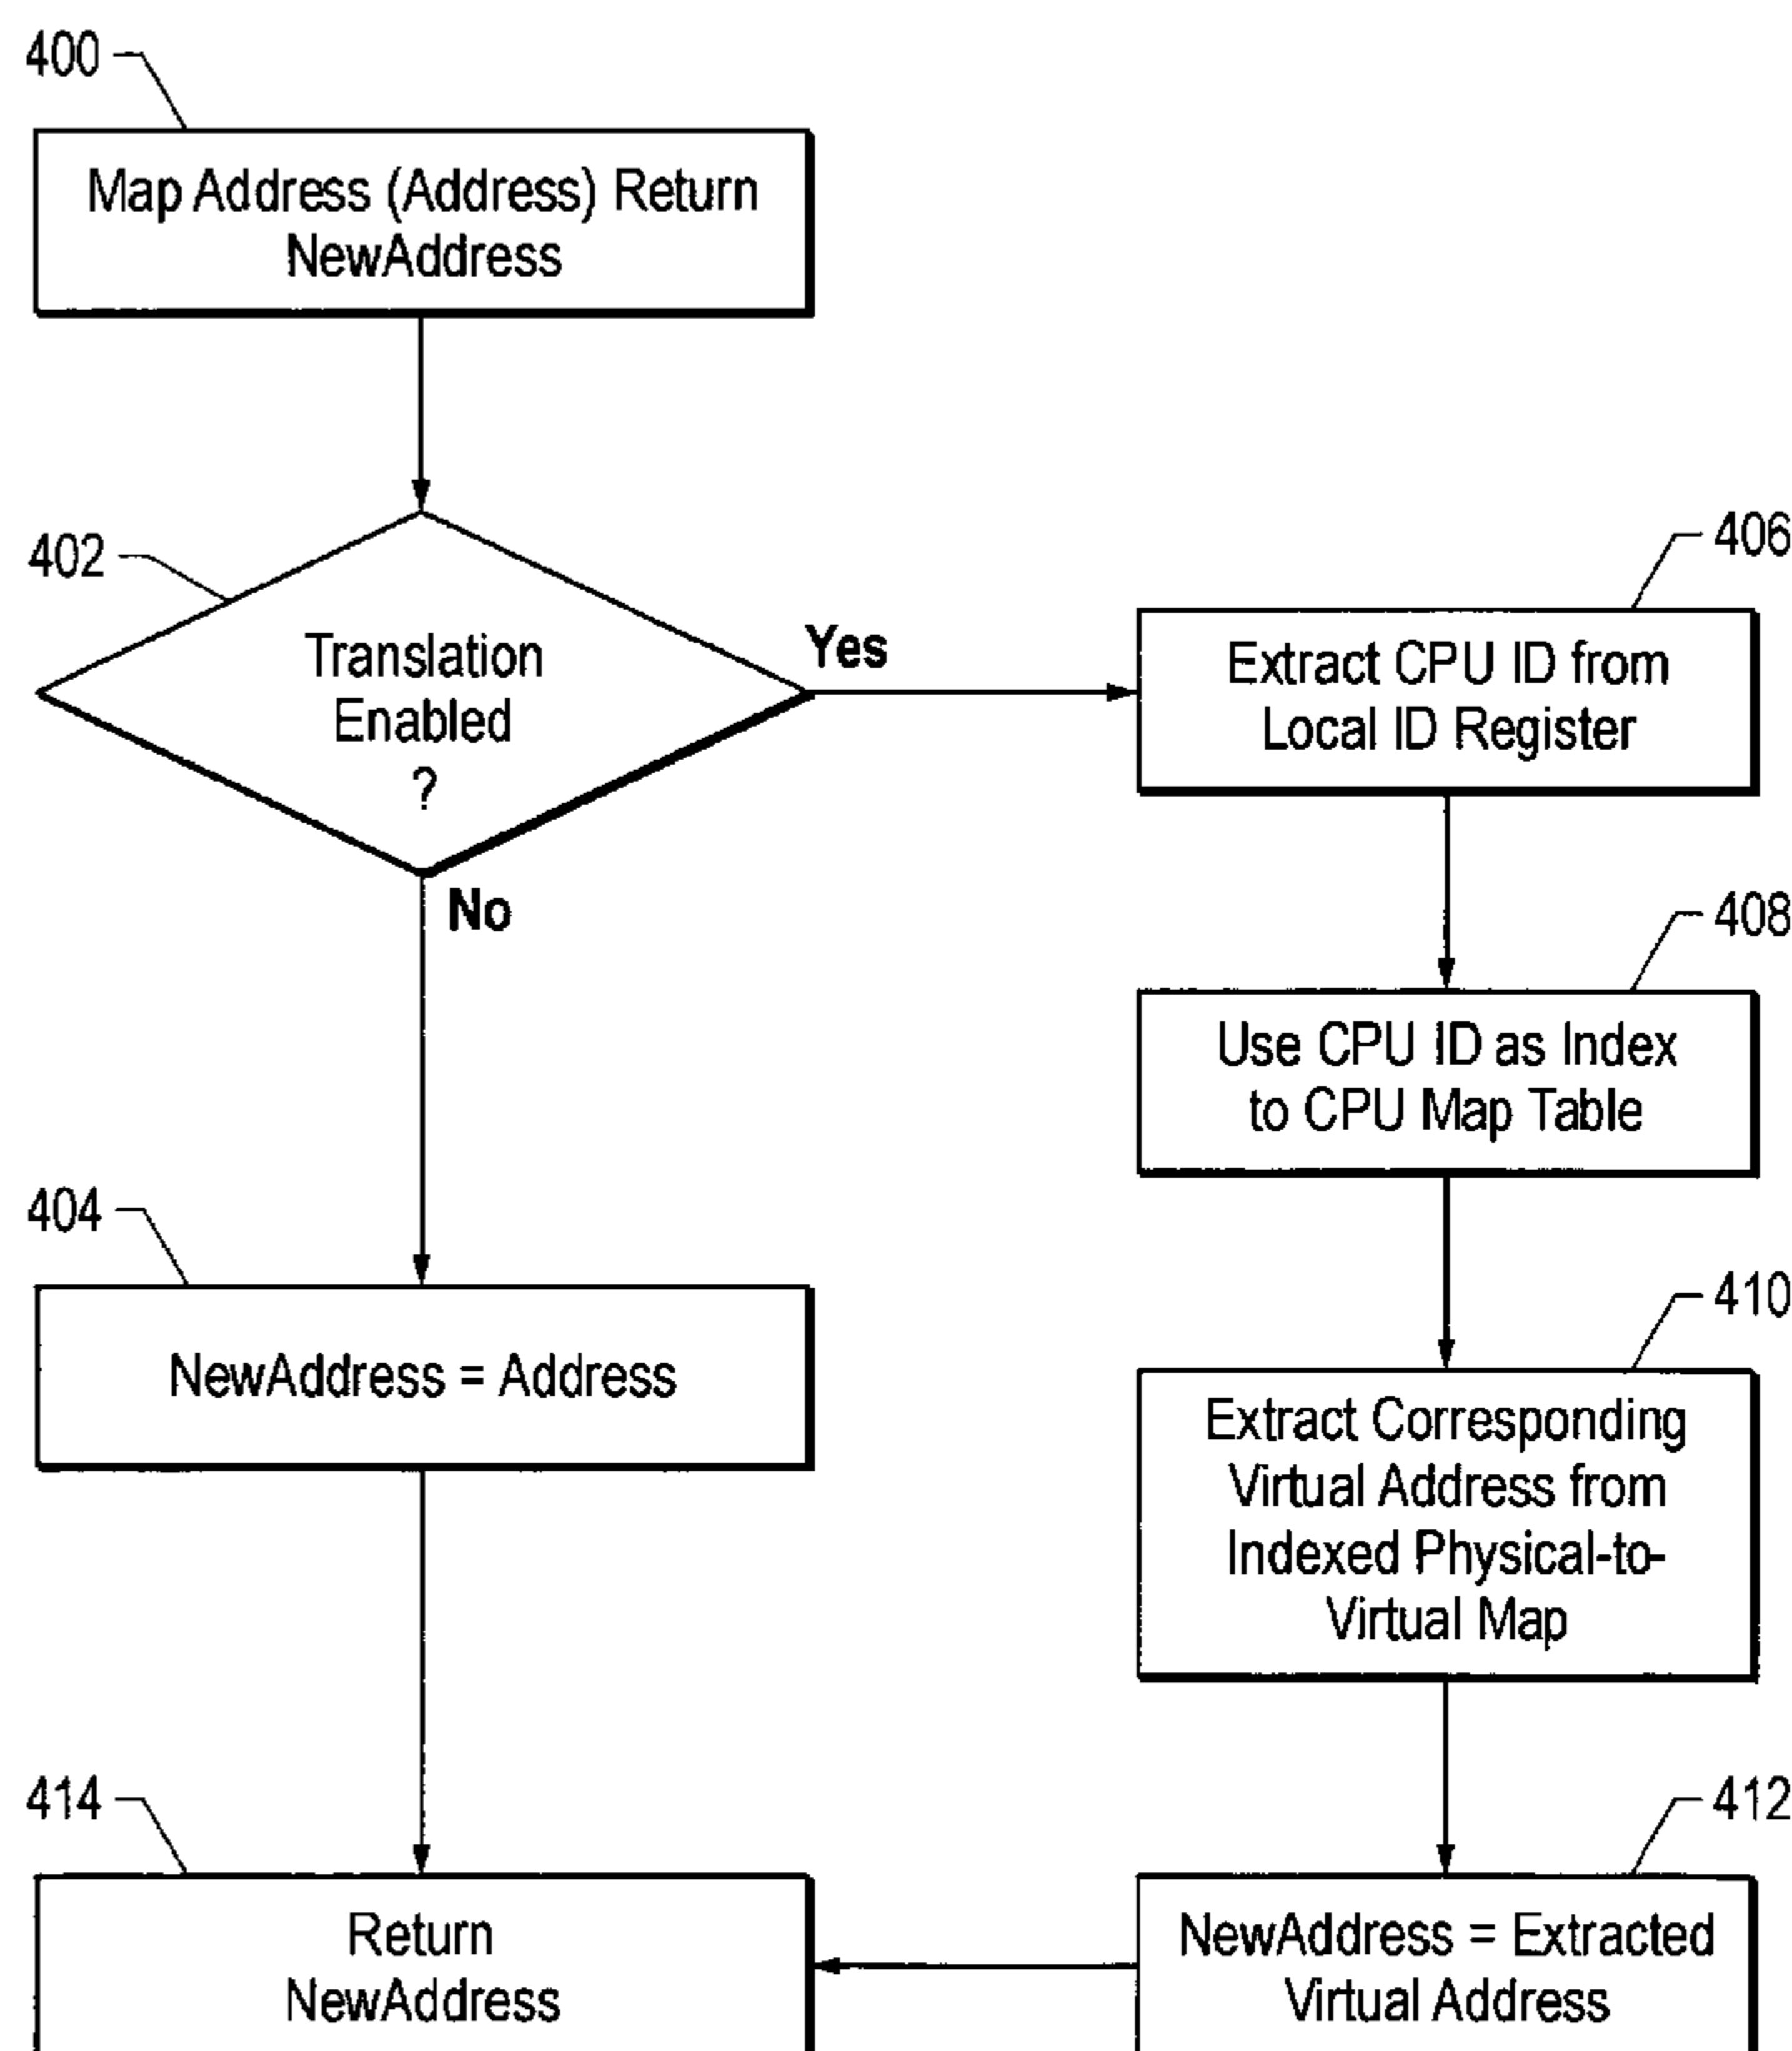 400
Map Address (Address) Return
NewAddress
402
Translation
Enabled
?
Yes
No
406
Extract CPU ID from
Local ID Register
408
Use CPU ID as Index
to CPU Map Table
404
NewAddress = Address
410
Extract Corresponding
Virtual Address from
Indexed Physical-to-
Virtual Map
414
Return
NewAddress
412
NewAddress = Extracted
Virtual Address